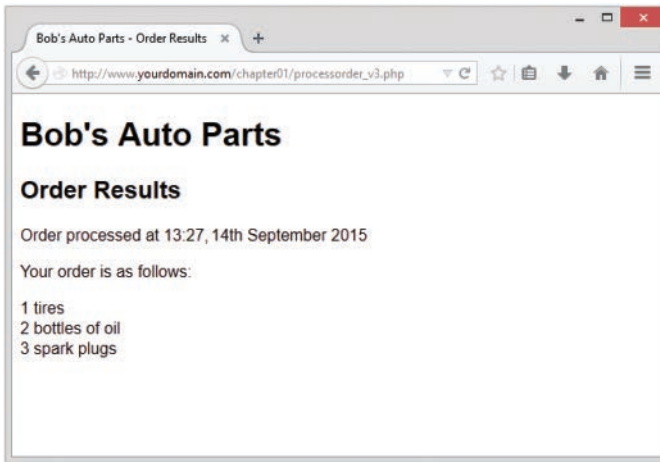 Bob's Auto Parts - Order Results
http://www.yourdomain.com/chapter01/processorder_v3.php
Bob's Auto Parts
Order Results
Order processed at 13:27, 14th September 2015
Your order is as follows:
1 tires
2 bottles of oil
3 spark plugs